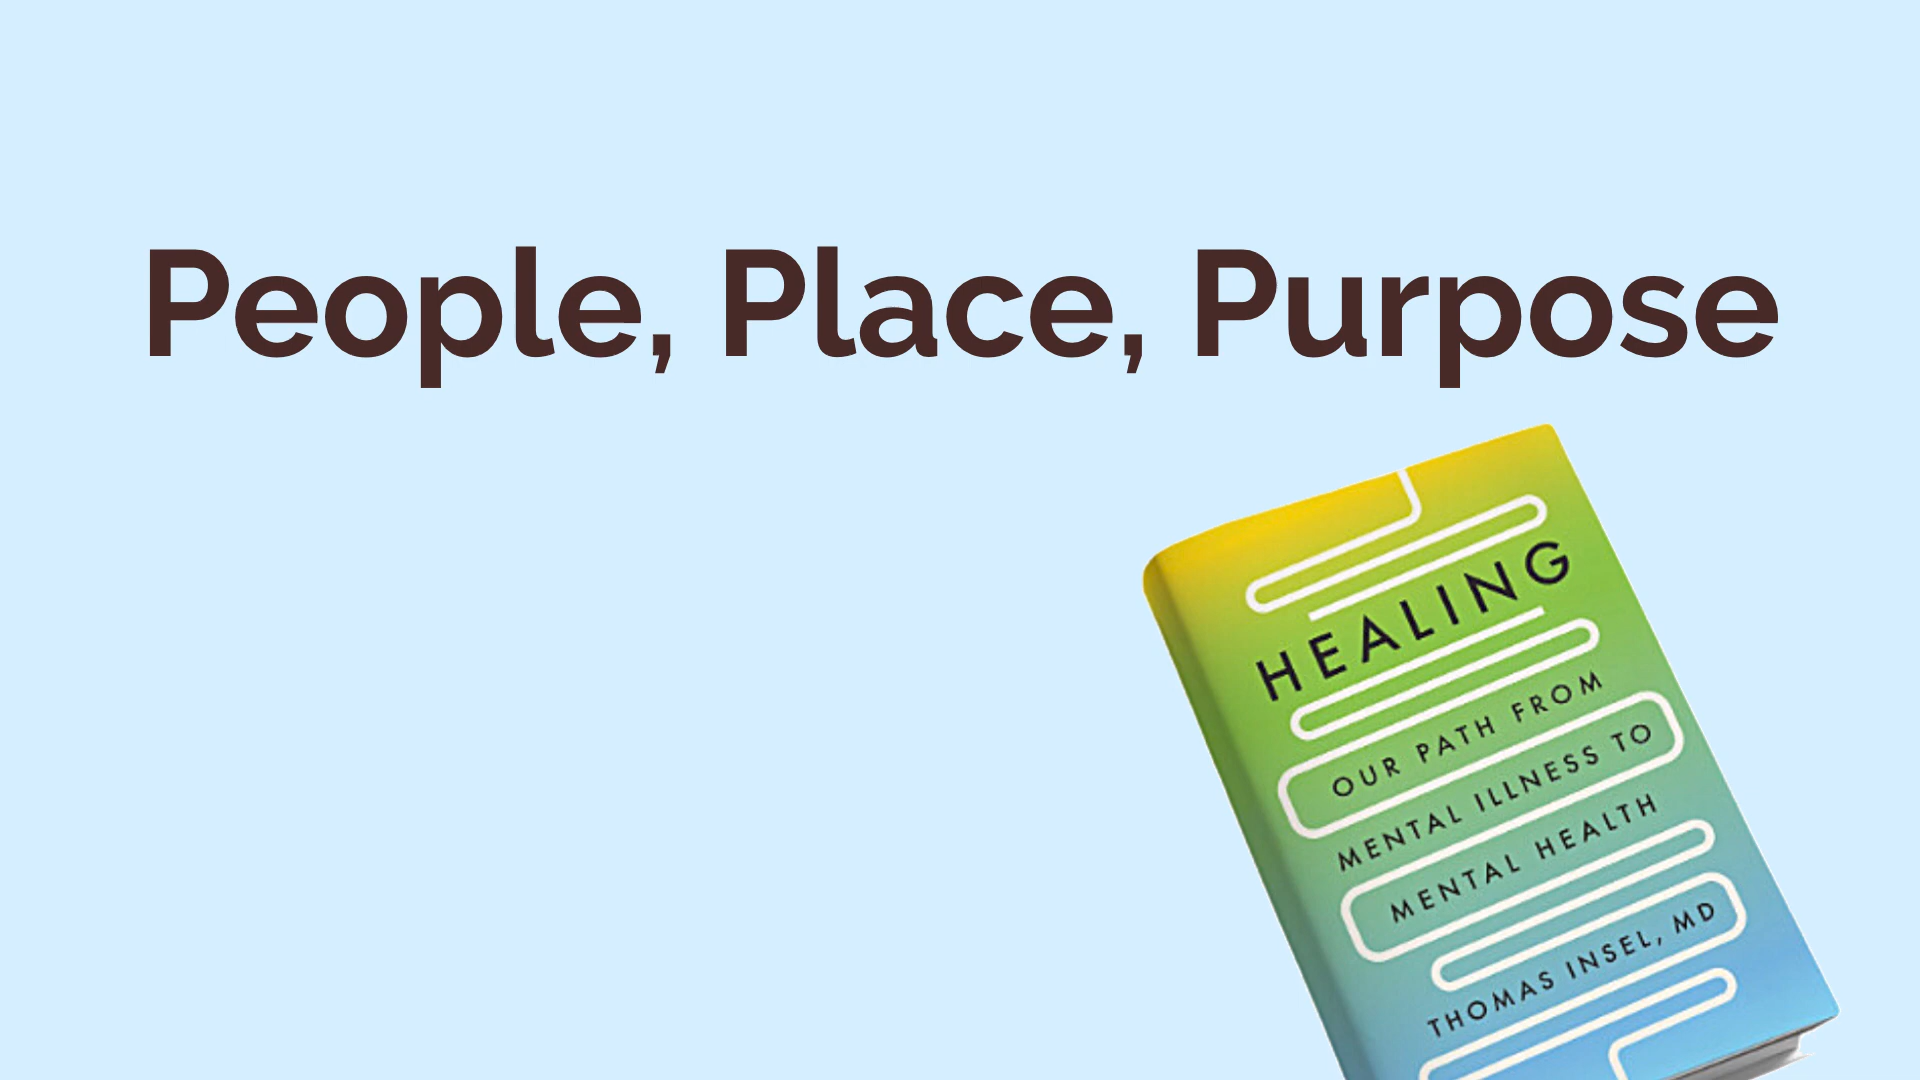 People, Place, Purpose
HEALING
OUR PATH FROM
MENTAL ILLNESS TO
MENTAL HEALTH
THOMAS INSEL, MD